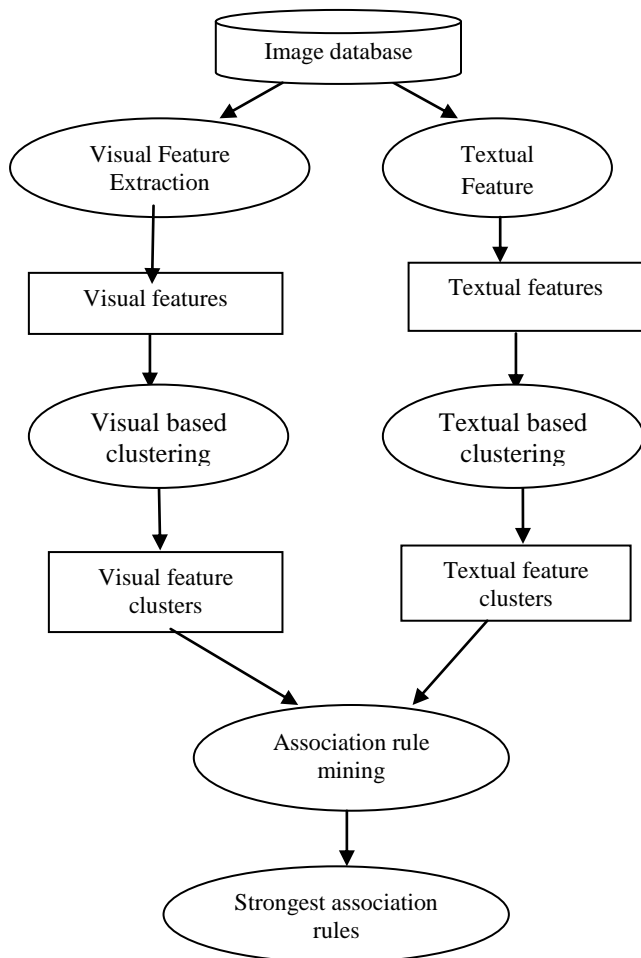 Image database
Visual Feature
Extraction
Textual
Feature
Visual features
Textual features
Visual based
clustering
Textual based
clustering
Visual feature
clusters
Textual feature
clusters
Association rule
mining
Strongest association
rules